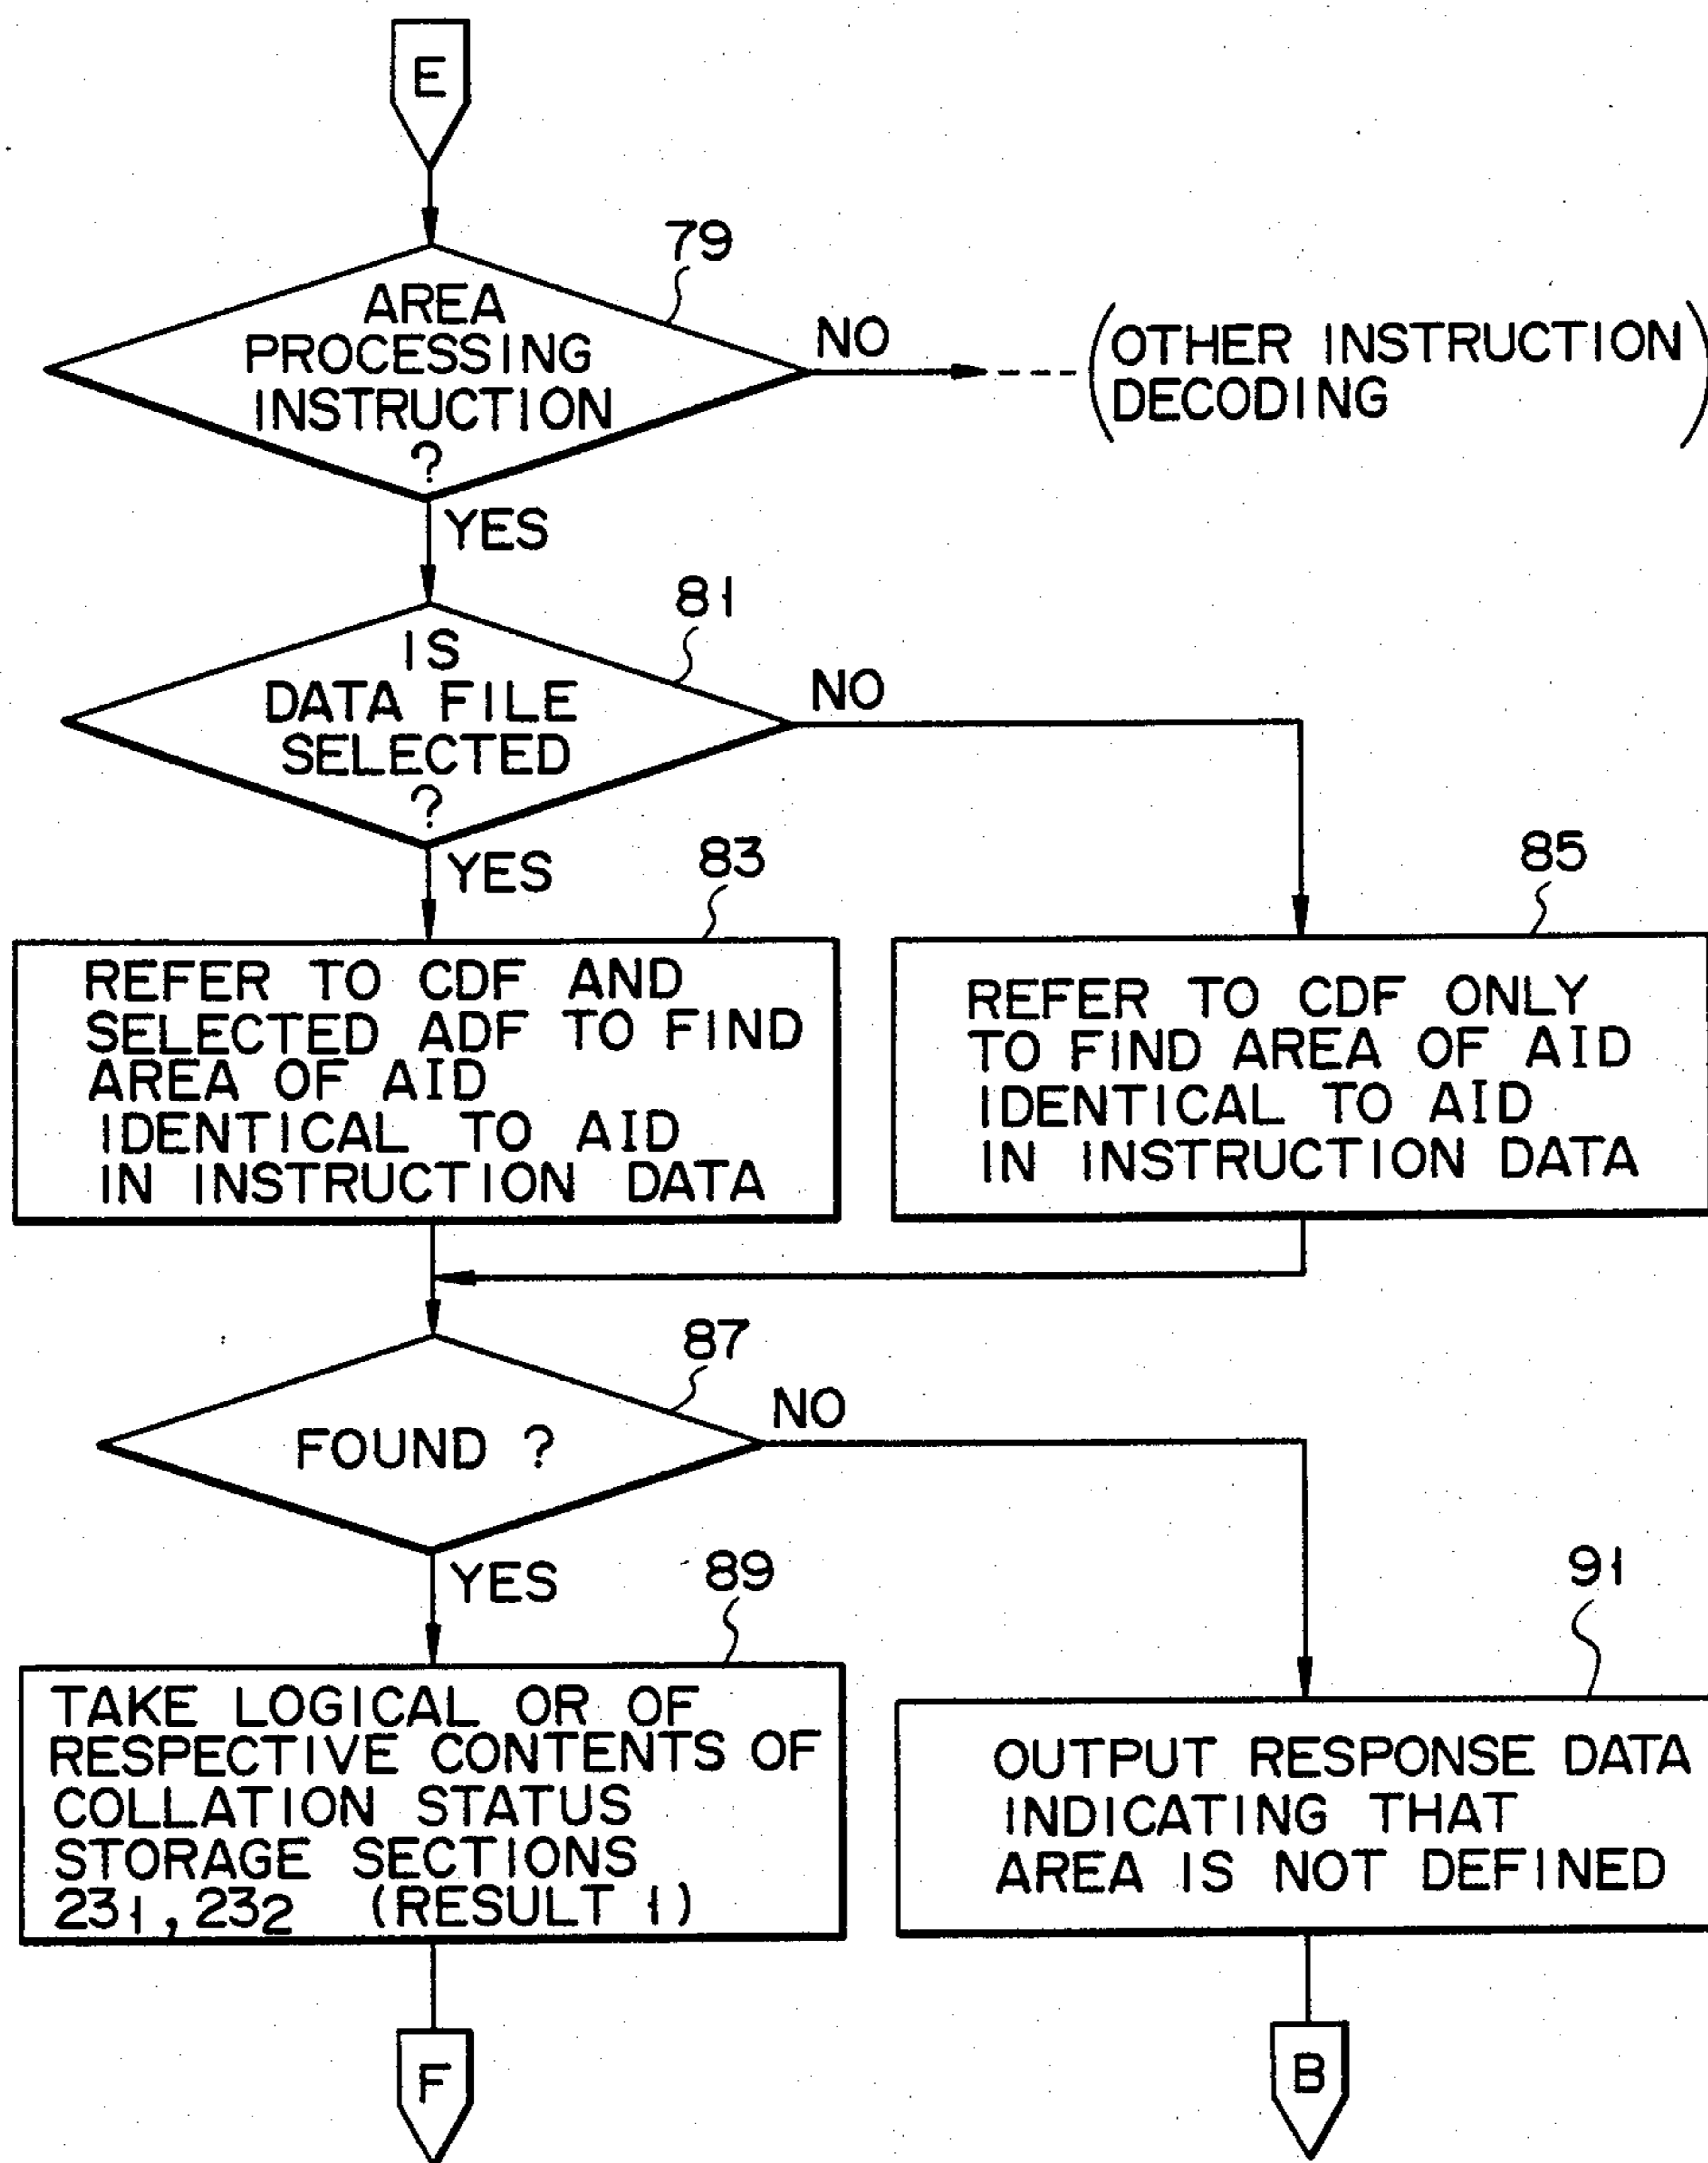 E
79
AREA
PROCESSING
INSTRUCTION
?
NO
(OTHER INSTRUCTION
DECODING)
YES
81
IS
DATA FILE
SELECTED
?
NO
YES
83
REFER TO CDF AND
SELECTED ADF TO FIND
AREA OF AID
IDENTICAL TO AID
IN INSTRUCTION DATA
85
REFER TO CDF ONLY
TO FIND AREA OF AID
IDENTICAL TO AID
IN INSTRUCTION DATA
87
FOUND ?
NO
YES
89
TAKE LOGICAL OR OF
RESPECTIVE CONTENTS OF
COLLATION STATUS
STORAGE SECTIONS
23₁, 23₂ (RESULT 1)
91
OUTPUT RESPONSE DATA
INDICATING THAT
AREA IS NOT DEFINED
F
B